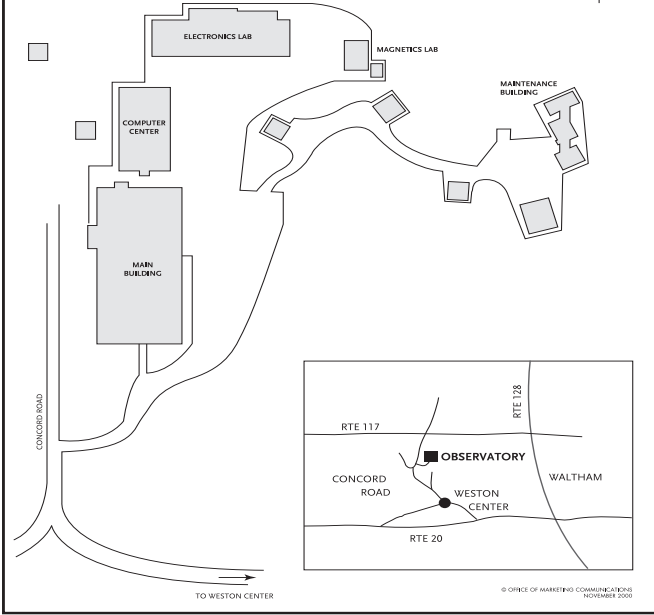 ELECTRONICS LAB
MAGNETICS LAB
MAINTENANCE
BUILDING
COMPUTER
CENTER
MAIN
BUILDING
CONCORD ROAD
RTE 128
RTE 117
OBSERVATORY
CONCORD
ROAD
WALTHAM
WESTON
CENTER
RTE 20
TO WESTON CENTER
© OFFICE OF MARKETING COMMUNICATIONS
NOVEMBER 2000